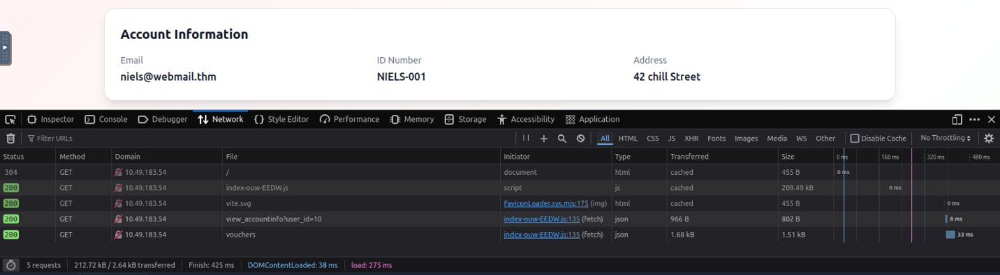 Account Information
Email ID Number Address
niels@webmail.thm NIELS-001 42 chill Street
Inspector Console Debugger Network {} Style Editor Performance Memory Storage Accessibility Application
Filter URLs All HTML CSS JS XHR Fonts Images Media WS Other Disable Cache No Throttling
Status Method Domain File Initiator Type Transferred Size 0 ms 160 ms 320 ms 480 ms
304 GET 10.49.183.54 / document html cached 455 B 0 ms
200 GET 10.49.183.54 index-ouw-EEDW.js script js cached 209.49 kB 0 ms
200 GET 10.49.183.54 vite.svg FaviconLoader.sys.mjs:175 (img) html cached 455 B 0 ms
200 GET 10.49.183.54 view_accountinfo?user_id=10 index-ouw-EEDW.js:135 (fetch) json 966 B 802 B 8 ms
200 GET 10.49.183.54 vouchers index-ouw-EEDW.js:135 (fetch) json 1.68 kB 1.51 kB 33 ms
5 requests 212.72 kB / 2.64 kB transferred Finish: 425 ms DOMContentLoaded: 38 ms load: 275 ms